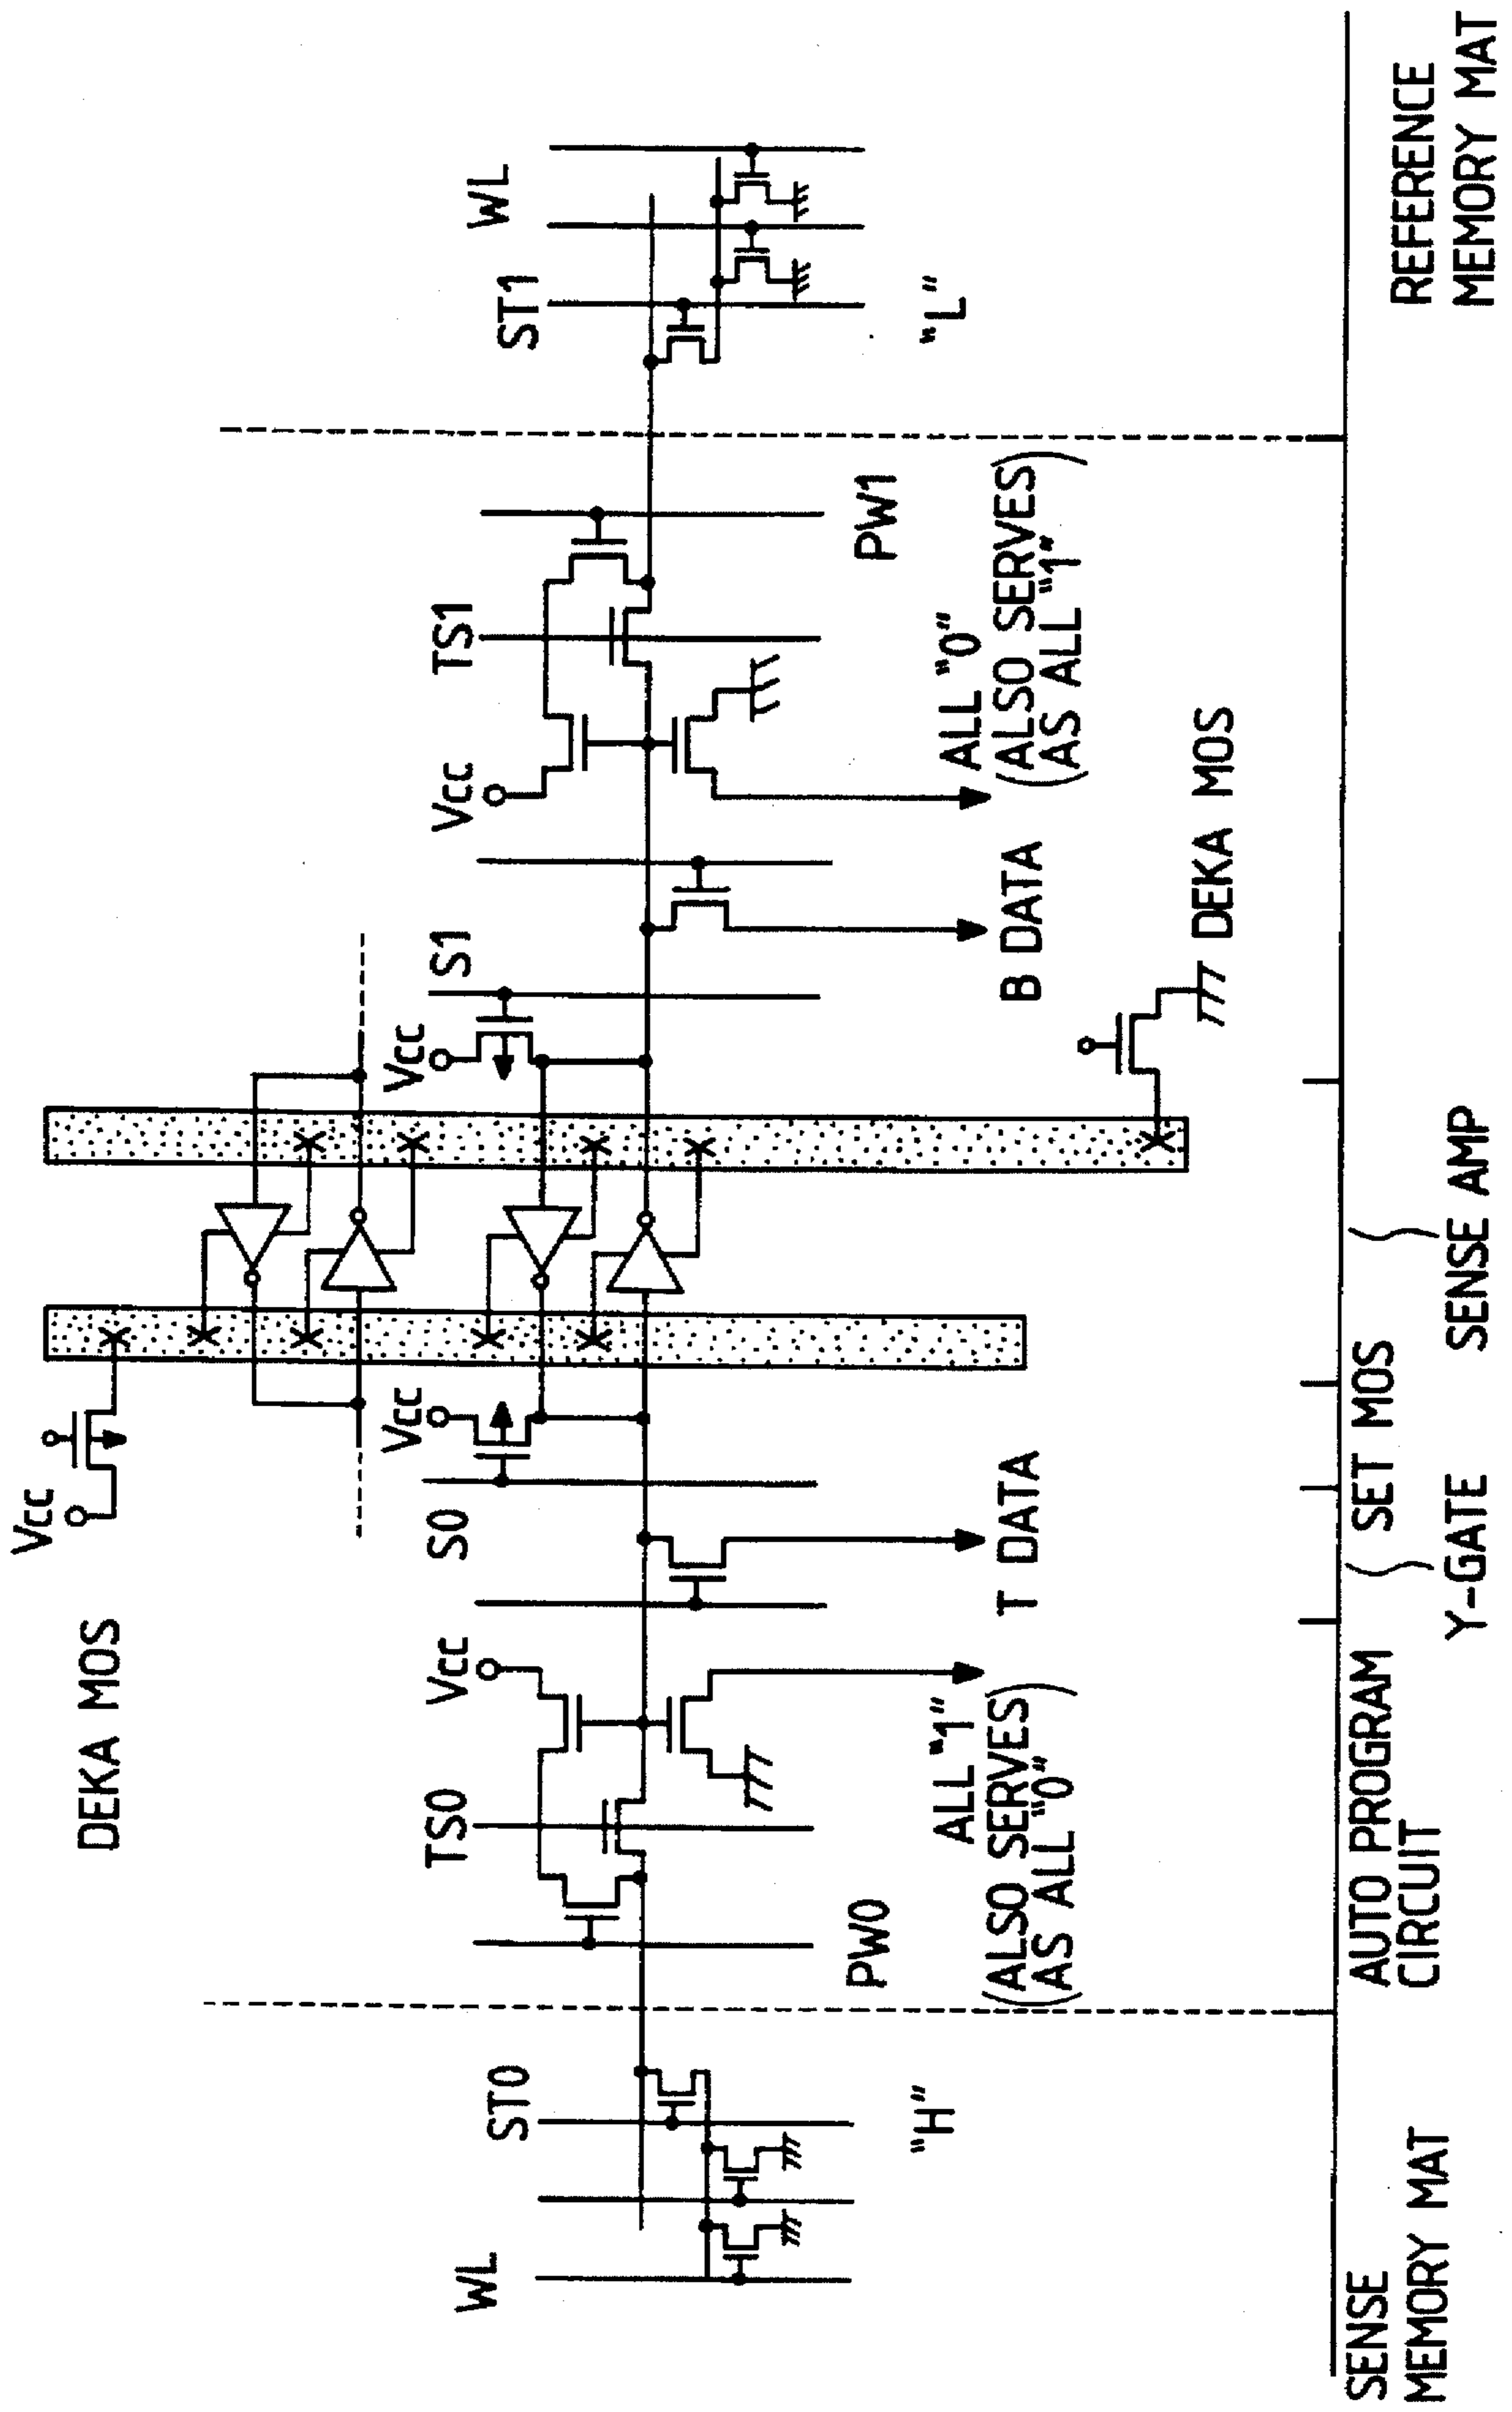 DEKA MOS
Vcc
WL
ST0
TS0
Vcc
S0
Vcc
Vcc
S1
Vcc
TS1
ST1
WL
PW0
PW1
"H"
ALL "1"
(ALSO SERVES)
(AS ALL "0")
T DATA
B DATA
ALL "0"
(ALSO SERVES)
(AS ALL "1")
"L"
DEKA MOS
SENSE
MEMORY MAT
AUTO PROGRAM
CIRCUIT
Y-GATE
SET MOS
SENSE AMP
REFERENCE
MEMORY MAT